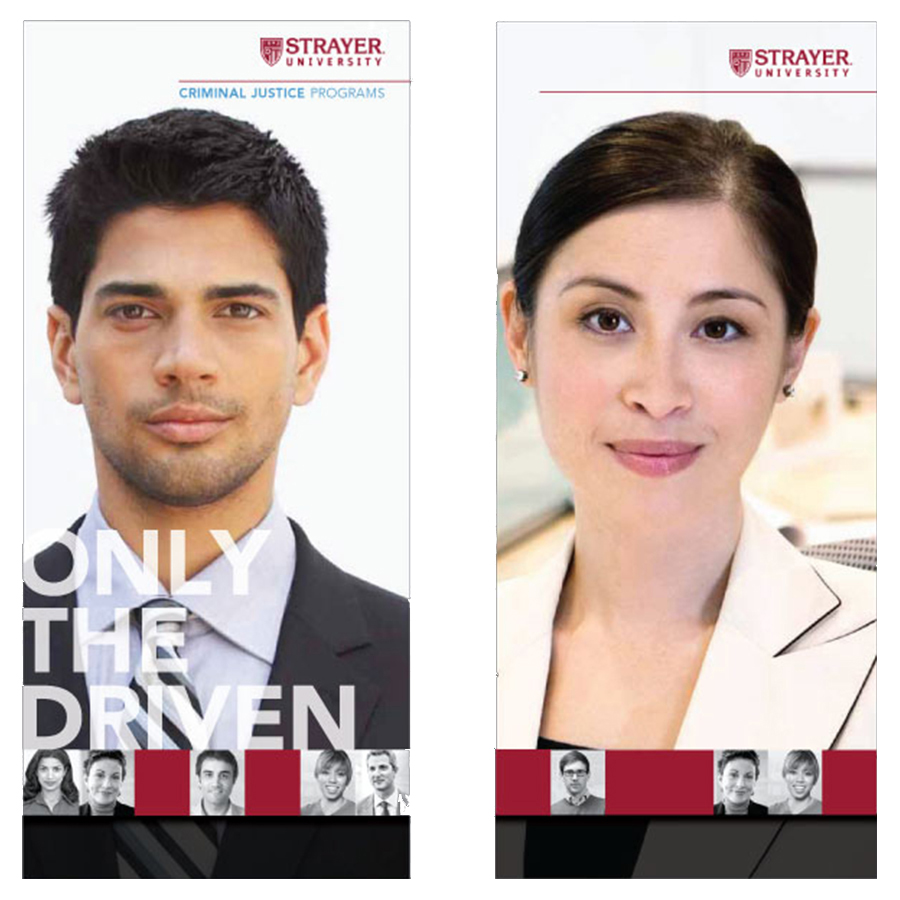 STRAYER
UNIVERSITY
CRIMINAL JUSTICE PROGRAMS
ONLY
THE
DRIVEN
STRAYER
UNIVERSITY